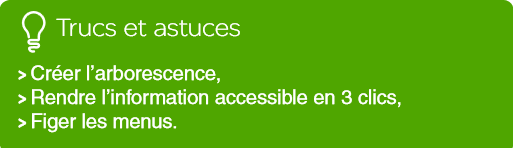 Trucs et astuces
> Créer l’arborescence,
> Rendre l’information accessible en 3 clics,
> Figer les menus.